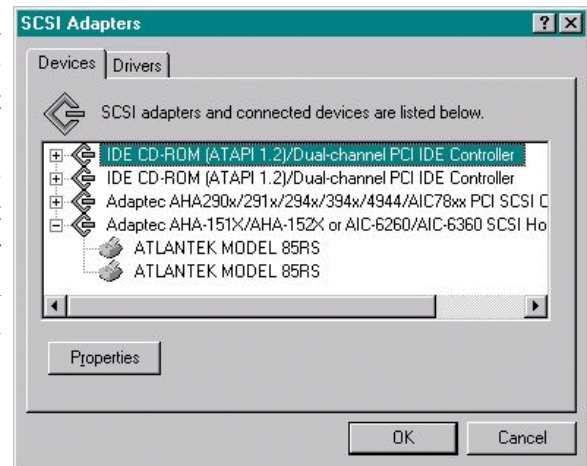 SCSI Adapters
Devices
Drivers
SCSI adapters and connected devices are listed below.
IDE CD-ROM (ATAPI 1.2)/Dual-channel PCI IDE Controller
IDE CD-ROM (ATAPI 1.2)/Dual-channel PCI IDE Controller
Adaptec AHA290x/291x/294x/394x/4944/AIC78xx PCI SCSI C
Adaptec AHA-151X/AHA-152X or AIC-6260/AIC-6360 SCSI Ho
ATLANTEK MODEL 85RS
ATLANTEK MODEL 85RS
Properties
OK
Cancel